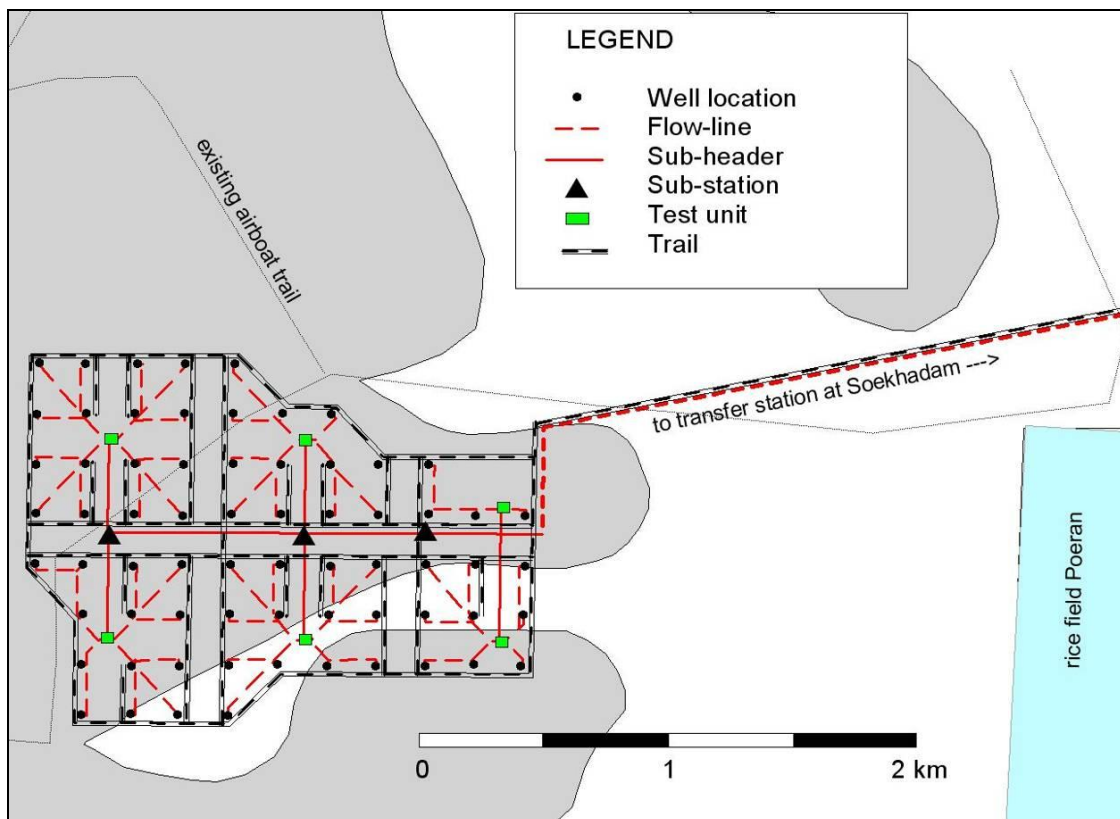 LEGEND
Well location
Flow-line
Sub-header
Sub-station
Test unit
Trail
existing airboat trail
to transfer station at Soekhadam --->
rice field Poeran
0 1 2 km